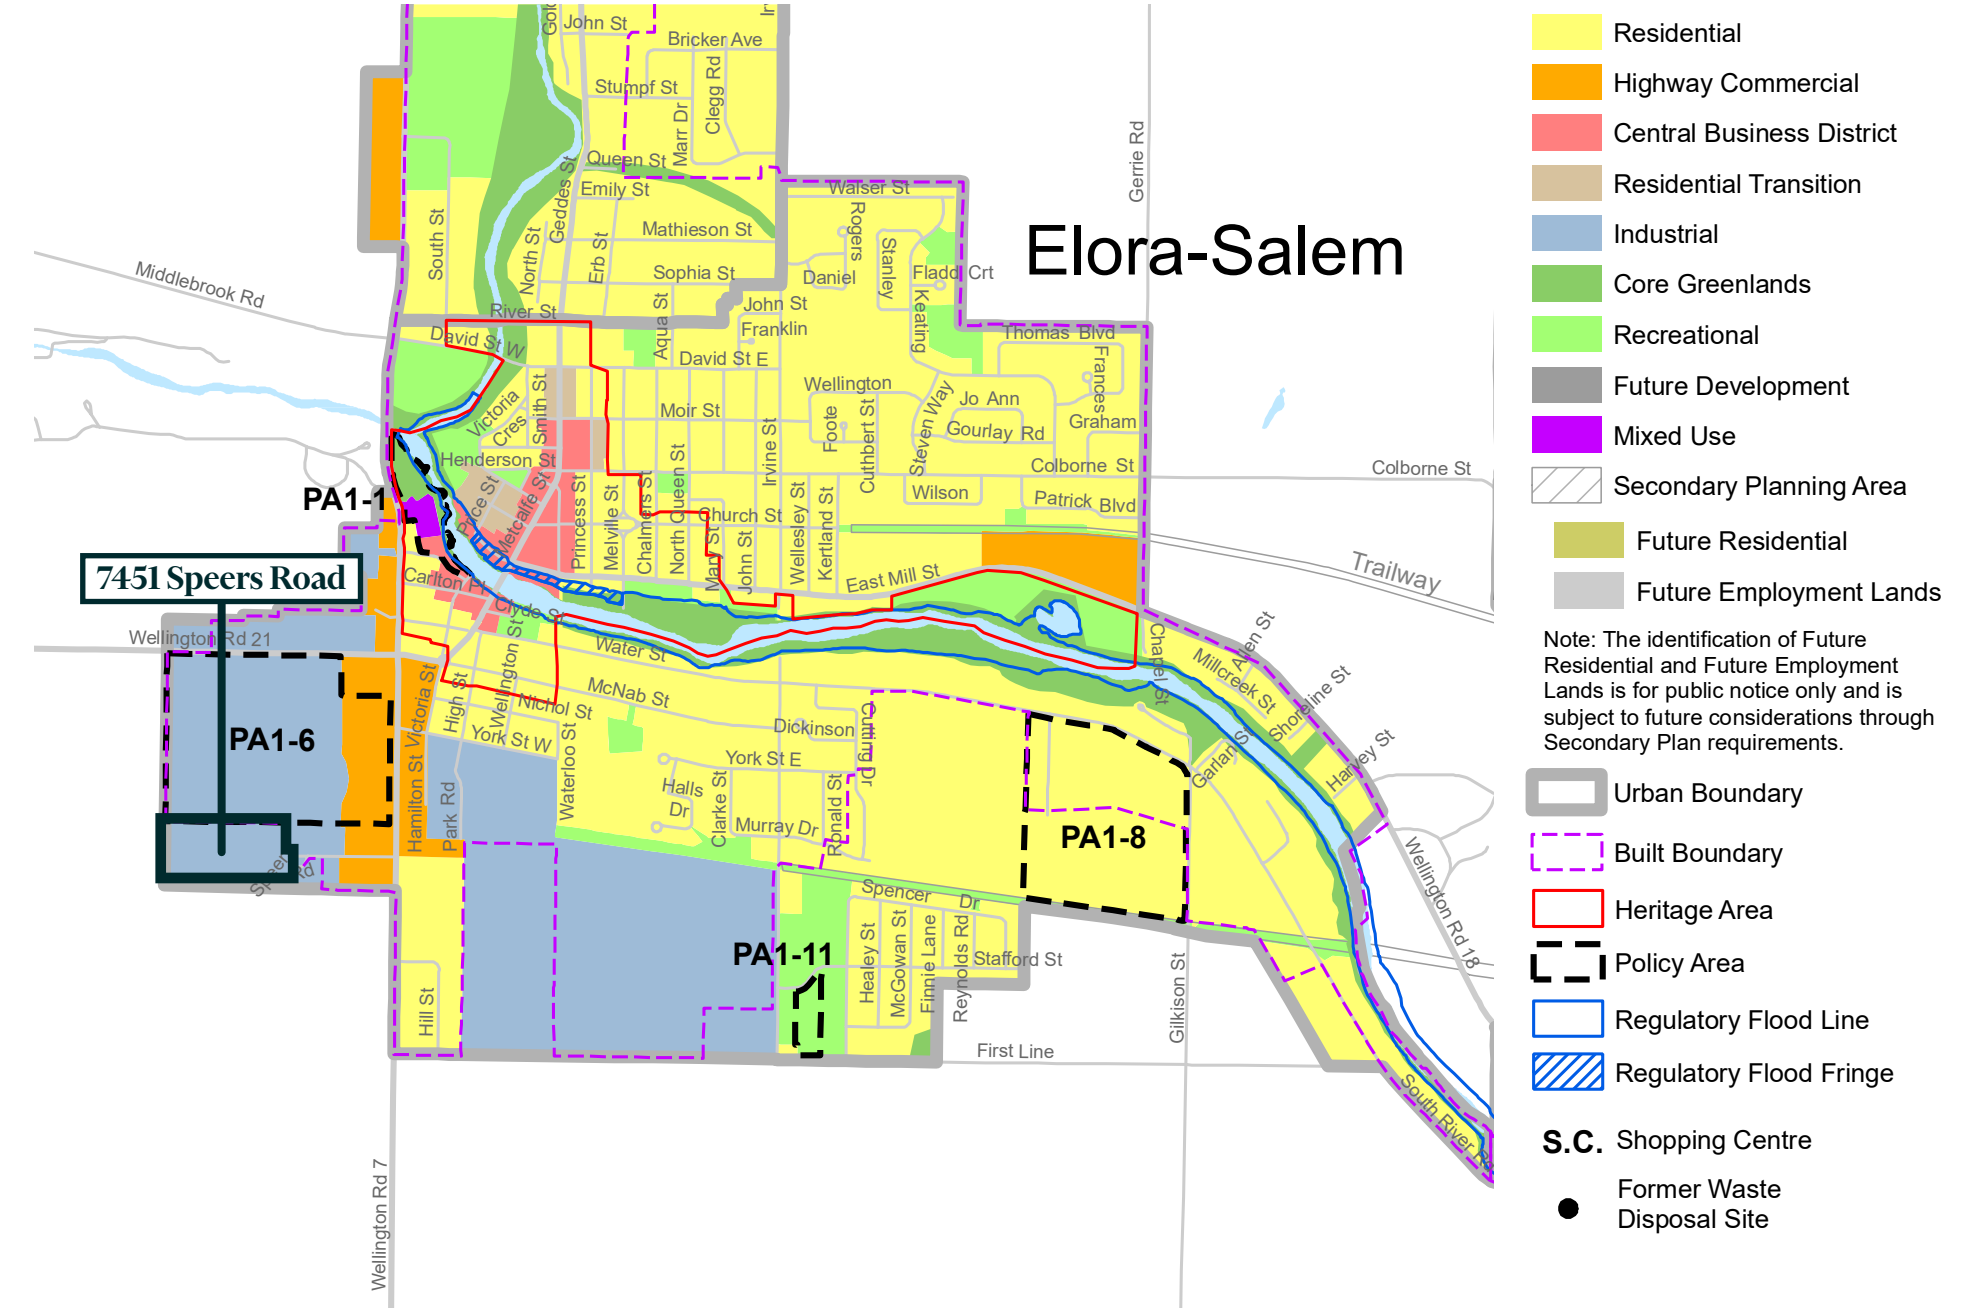 Gold
John St
Irv
Bricker Ave
Stumpf St
Marr Dr
Clegg Rd
Queen St
Emily St
Geddes St
Mathieson St
South St
North St
Erb St
Sophia St
Middlebrook Rd
River St
Aqua St
John St
Franklin
David St W
David St E
Walser St
Rogers
Stanley
Daniel
Fladd Crt
Keating
Gerrie Rd
Elora-Salem
Thomas Blvd
Frances
Wellington
Jo Ann
Graham
Gourlay Rd
Steven Way
Foote
Cuthbert St
Colborne St
Colborne St
Wilson
Patrick Blvd
Victoria
Cres
Smith St
Moir St
Henderson St
Irvine St
PA1-1
Price St
Metcalfe St
Princess St
Melville St
Chalmers St
North Queen St
Church St
Mary St
John St
Wellesley St
Kertland St
East Mill St
Trailway
7451 Speers Road
Carlton Pl
Clyde St
Wellington Rd 21
Water St
Chapel St
Allen St
Millcreek St
Shoreline St
Harvey St
Garlan St
PA1-6
Hamilton St
Victoria St
High St
Wellington St
Nichol St
McNab St
York St W
Waterloo St
Dickinson
Cutting Dr
York St E
Halls
Dr
Clarke St
Murray Dr
Ronald St
Park Rd
PA1-8
Speers Rd
Wellington Rd 18
Spencer Dr
PA1-11
Healey St
McGowan St
Finnie Lane
Reynolds Rd
Stafford St
Hill St
Gilkison St
First Line
South River Rd
Wellington Rd 7
Residential
Highway Commercial
Central Business District
Residential Transition
Industrial
Core Greenlands
Recreational
Future Development
Mixed Use
Secondary Planning Area
Future Residential
Future Employment Lands
Note: The identification of Future
Residential and Future Employment
Lands is for public notice only and is
subject to future considerations through
Secondary Plan requirements.
Urban Boundary
Built Boundary
Heritage Area
Policy Area
Regulatory Flood Line
Regulatory Flood Fringe
S.C. Shopping Centre
Former Waste
Disposal Site